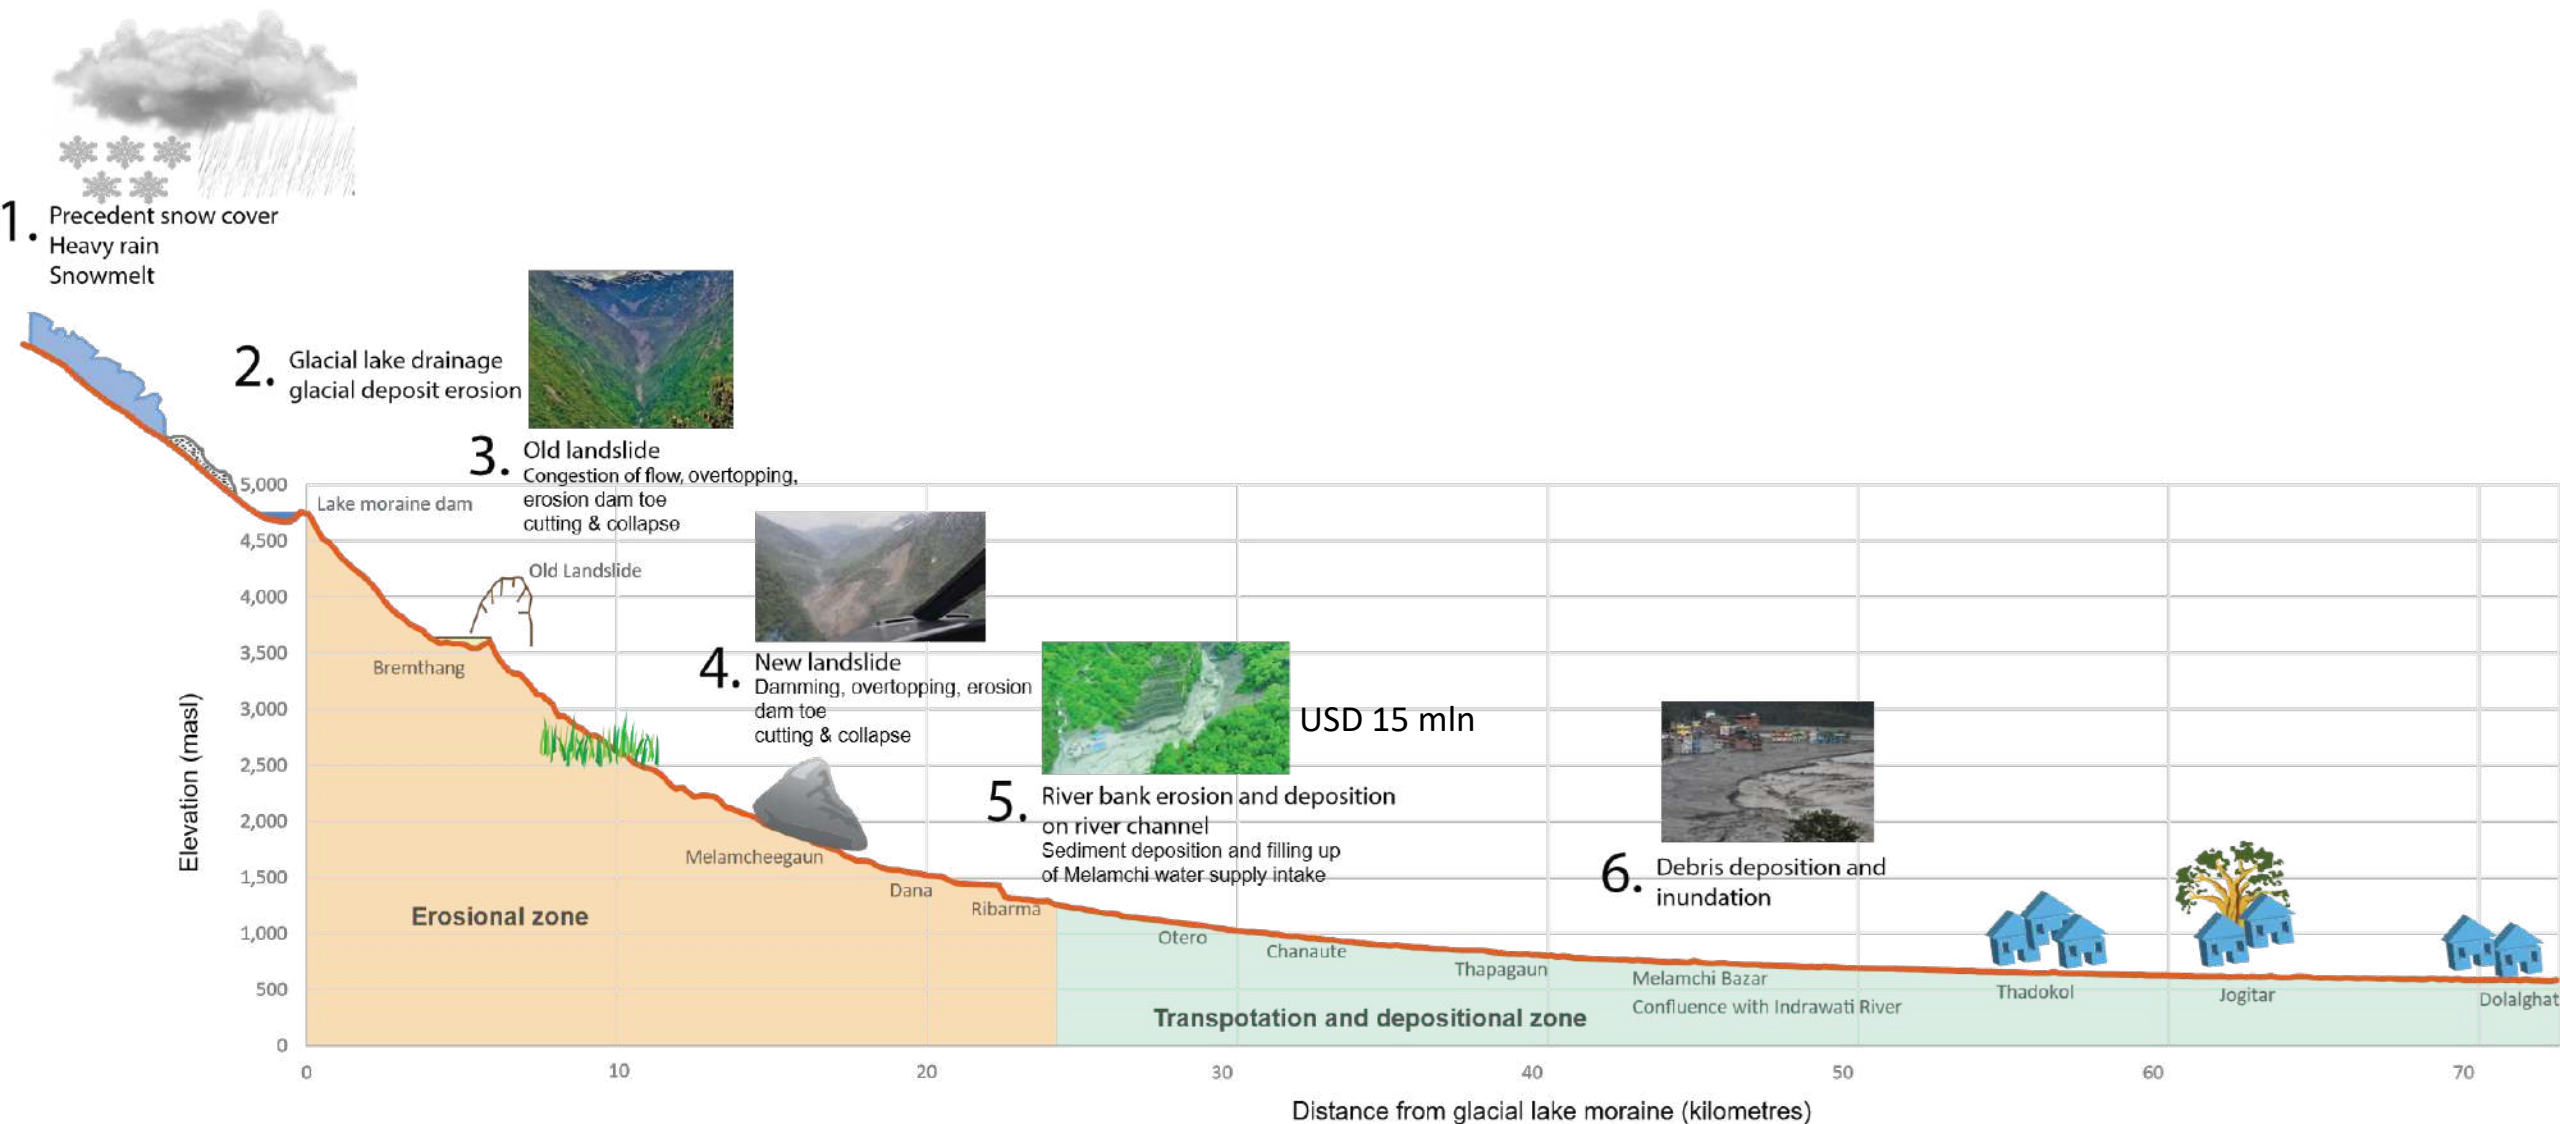 1. Precedent snow cover
Heavy rain
Snowmelt
2. Glacial lake drainage
glacial deposit erosion
3. Old landslide
Congestion of flow, overtopping,
erosion dam toe
cutting & collapse
4. New landslide
Damming, overtopping, erosion
dam toe
cutting & collapse
USD 15 mln
5. River bank erosion and deposition
on river channel
Sediment deposition and filling up
of Melamchi water supply intake
6. Debris deposition and
inundation
Elevation (masl)
5,000
4,500
4,000
3,500
3,000
2,500
2,000
1,500
1,000
500
0
Lake moraine dam
Old Landslide
Bremthang
Melamcheegaun
Dana
Ribarma
Otero
Chanaute
Thapagaun
Melamchi Bazar
Confluence with Indrawati River
Thadokol
Jogitar
Dolalghat
Erosional zone
Transpotation and depositional zone
0 10 20 30 40 50 60 70
Distance from glacial lake moraine (kilometres)